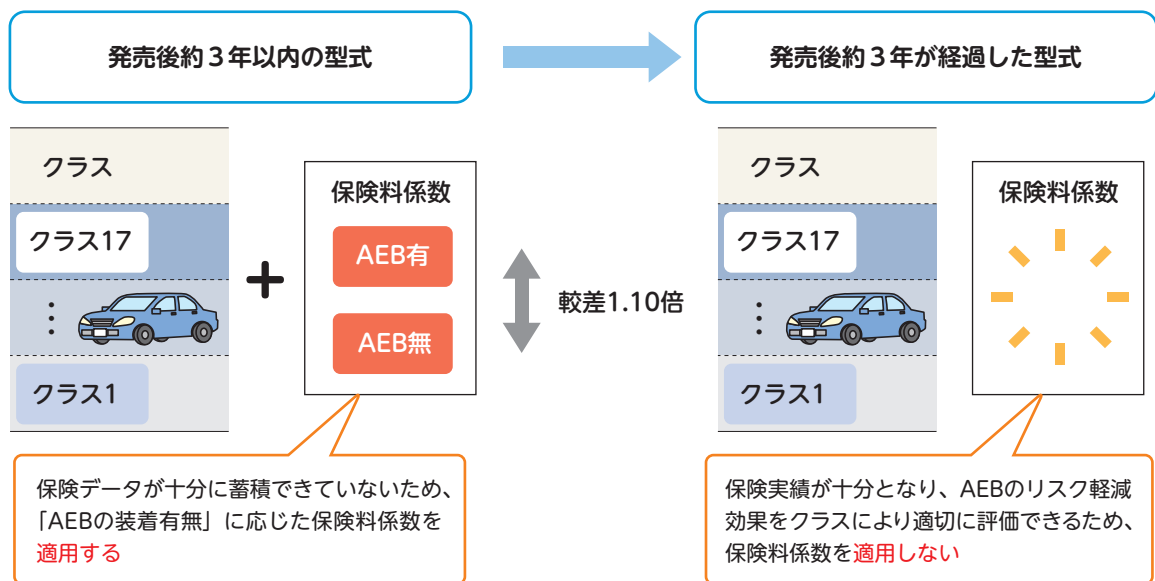 発売後約３年以内の型式
発売後約３年が経過した型式
クラス
クラス17
⋮
クラス1
+
保険料係数
AEB有
AEB無
較差1.10倍
クラス
クラス17
⋮
クラス1
保険料係数
保険データが十分に蓄積できていないため、
「AEBの装着有無」に応じた保険料係数を
適用する
保険実績が十分となり、AEBのリスク軽減
効果をクラスにより適切に評価できるため、
保険料係数を適用しない